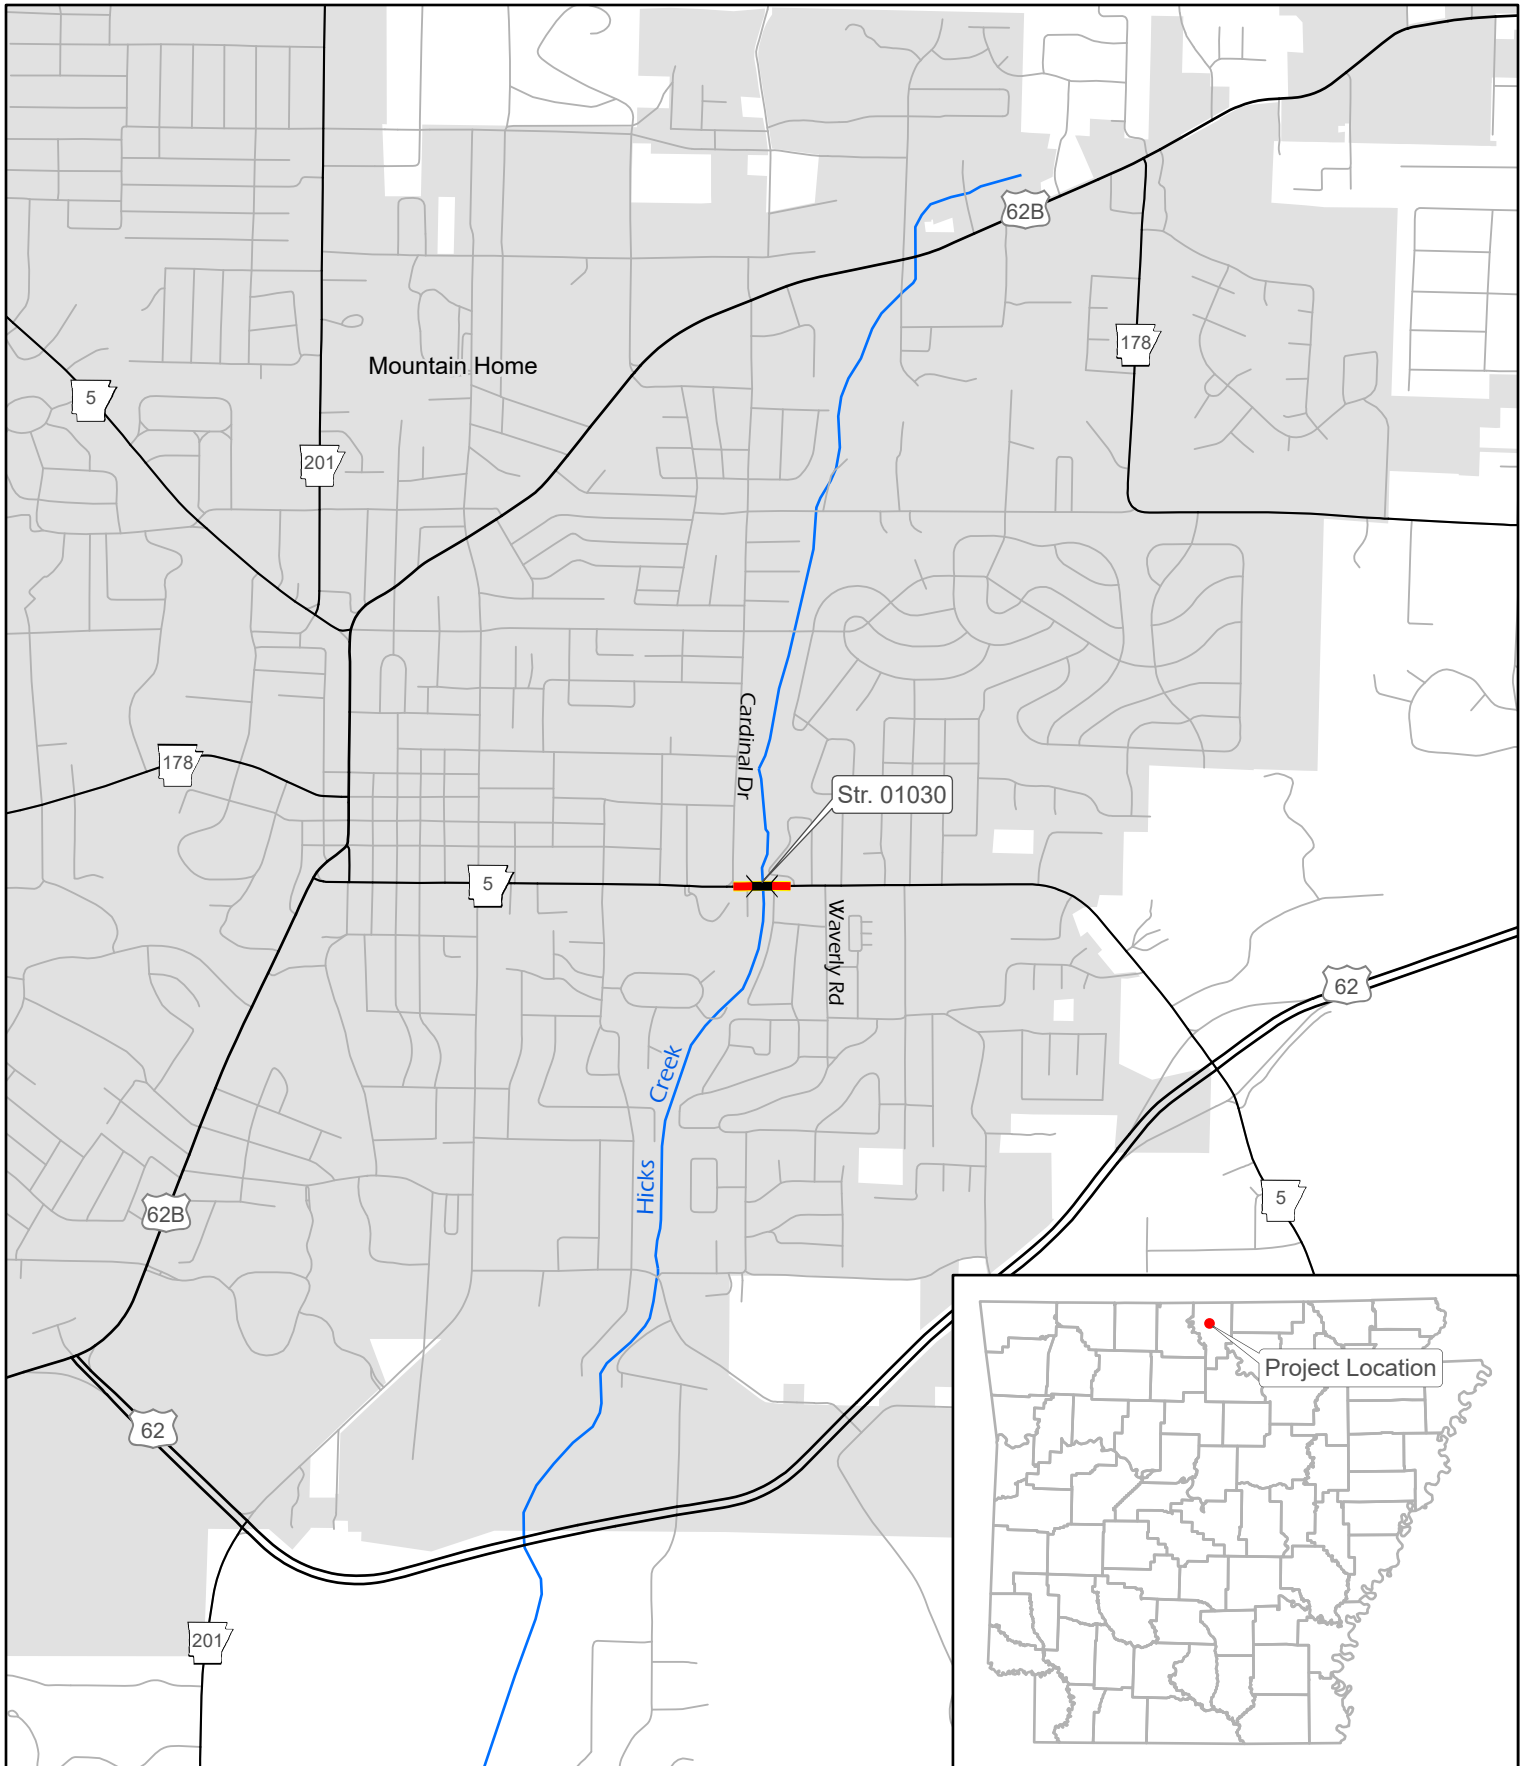 62B
178
Mountain Home
5
201
Cardinal Dr
178
Str. 01030
5
Waverly Rd
62
Creek
Hicks
5
62B
Project Location
62
201